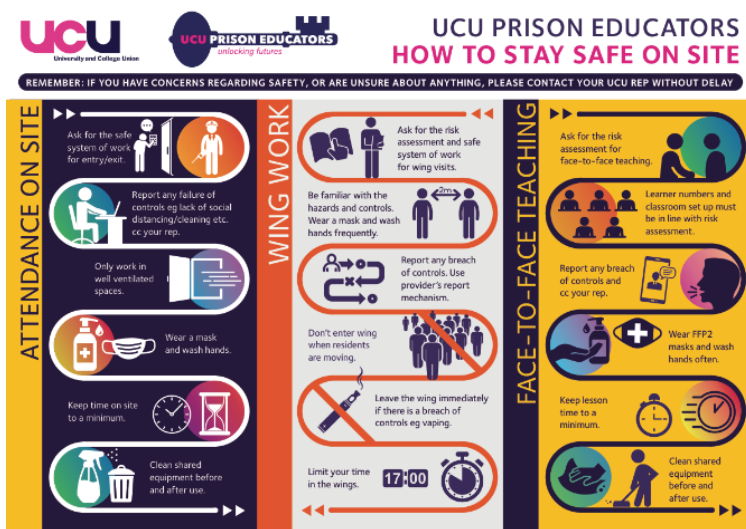 UCU
University and College Union
UCU PRISON EDUCATORS
unlocking futures
UCU PRISON EDUCATORS
HOW TO STAY SAFE ON SITE
REMEMBER: IF YOU HAVE CONCERNS REGARDING SAFETY, OR ARE UNSURE ABOUT ANYTHING, PLEASE CONTACT YOUR UCU REP WITHOUT DELAY
ATTENDANCE ON SITE
Ask for the safe
system of work
for entry/exit.
Report any failure of
controls eg lack of social
distancing/cleaning etc.
cc your rep.
Only work in
well ventilated
spaces.
Wear a mask
and wash hands.
Keep time on site
to a minimum.
Clean shared
equipment before
and after use.
WING WORK
Ask for the risk
assessment and safe
system of work
for wing visits.
Be familiar with the
hazards and controls.
Wear a mask and wash
hands frequently.
2m
Report any breach
of controls. Use
provider's report
mechanism.
Don't enter wing
when residents
are moving.
Leave the wing immediately
if there is a breach of
controls eg vaping.
Limit your time
in the wings.
17:00
FACE-TO-FACE TEACHING
Ask for the risk
assessment for
face-to-face teaching.
Learner numbers and
classroom set up must
be in line with risk
assessment.
Report any breach
of controls and
cc your rep.
Wear FFP2
masks and wash
hands often.
Keep lesson
time to a
minimum.
Clean shared
equipment
before and
after use.